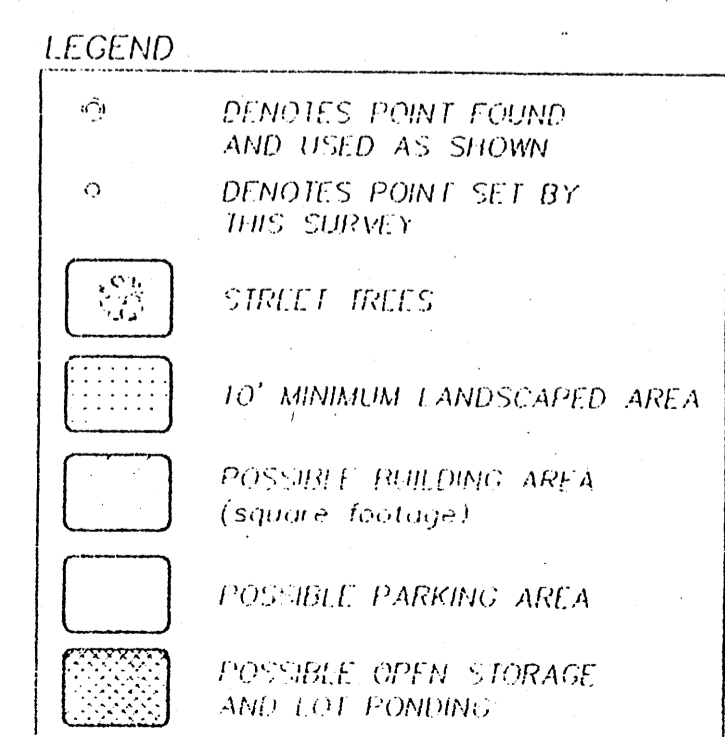 LEGEND
DENOTES POINT FOUND
AND USED AS SHOWN
DENOTES POINT SET BY
THIS SURVEY
STREET TREES
10' MINIMUM LANDSCAPED AREA
POSSIBLE BUILDING AREA
(square footage)
POSSIBLE PARKING AREA
POSSIBLE OPEN STORAGE
AND LOT PONDING